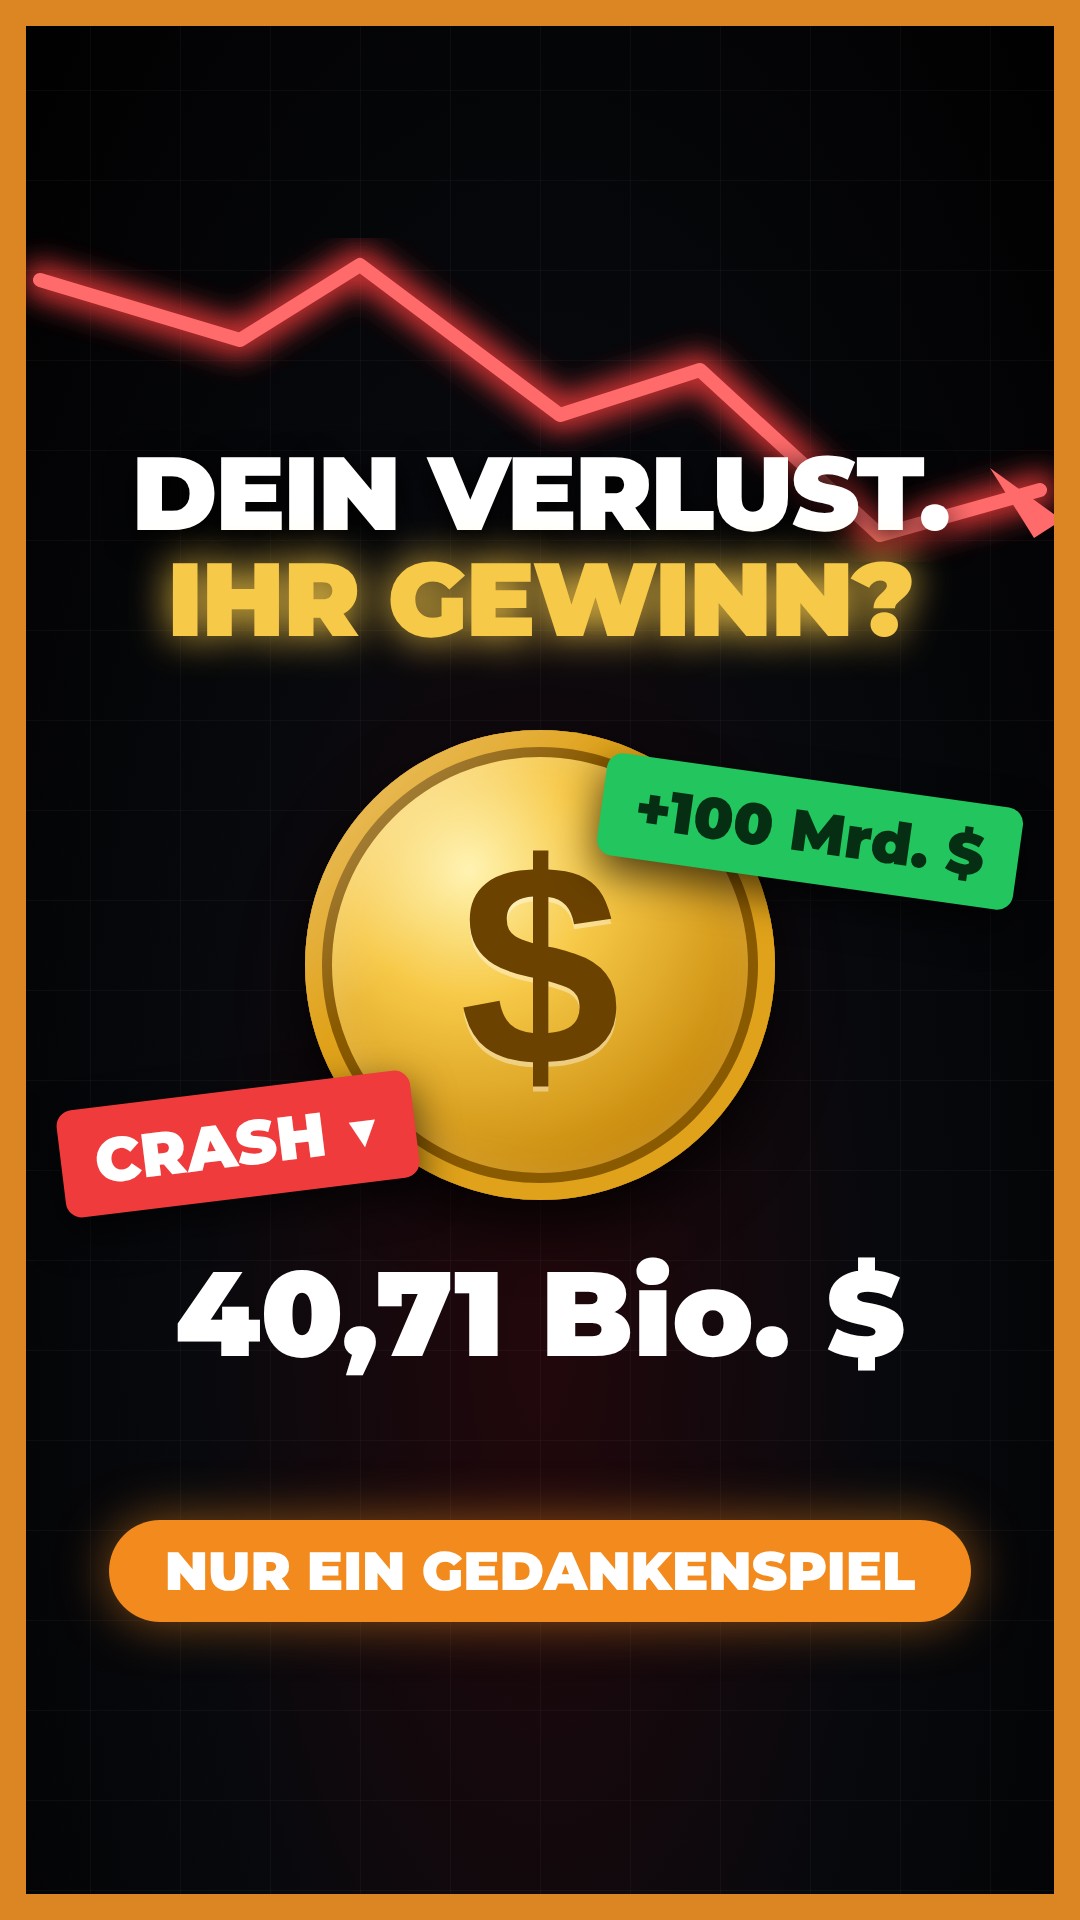 DEIN VERLUST.
IHR GEWINN?
+100 Mrd. $
$
CRASH ▼
40,71 Bio. $
NUR EIN GEDANKENSPIEL